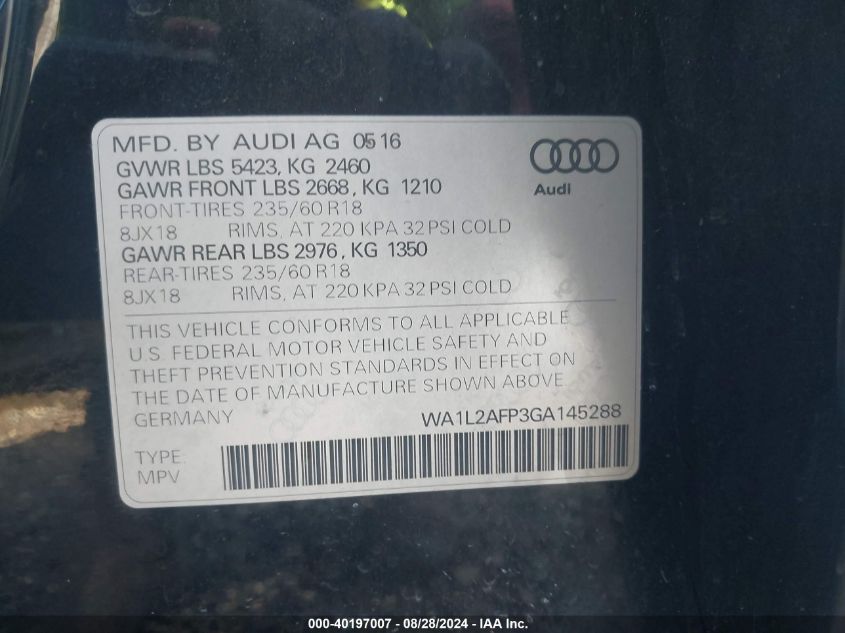 MFD. BY AUDI AG 0516
GVWR LBS 5423, KG 2460
GAWR FRONT LBS 2668, KG 1210
FRONT-TIRES 235/60 R18
8JX18 RIMS, AT 220 KPA 32 PSI COLD
GAWR REAR LBS 2976, KG 1350
REAR-TIRES 235/60 R18
8JX18 RIMS, AT 220 KPA 32 PSI COLD
Audi
THIS VEHICLE CONFORMS TO ALL APPLICABLE
U.S. FEDERAL MOTOR VEHICLE SAFETY AND
THEFT PREVENTION STANDARDS IN EFFECT ON
THE DATE OF MANUFACTURE SHOWN ABOVE
GERMANY WA1L2AFP3GA145288
TYPE:
MPV
000-40197007 - 08/28/2024 - IAA Inc.